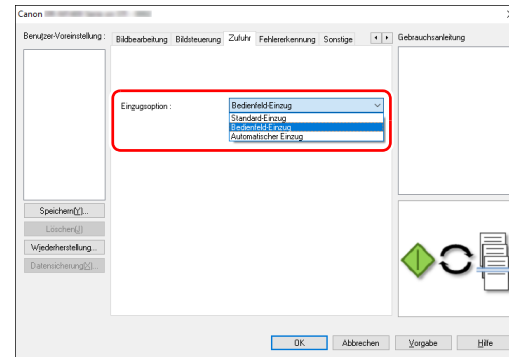 Canon
Benutzer-Voreinstellung :
Bildbearbeitung Bildsteuerung Zufuhr Fehlererkennung Sonstige
Gebrauchsanleitung
Einzugsoption :
Bedienfeld-Einzug
Standard-Einzug
Bedienfeld-Einzug
Automatischer Einzug
Speichern[Y]...
Löschen[J]
Wiederherstellung...
Datensicherung[X]...
OK Abbrechen Vorgabe Hilfe